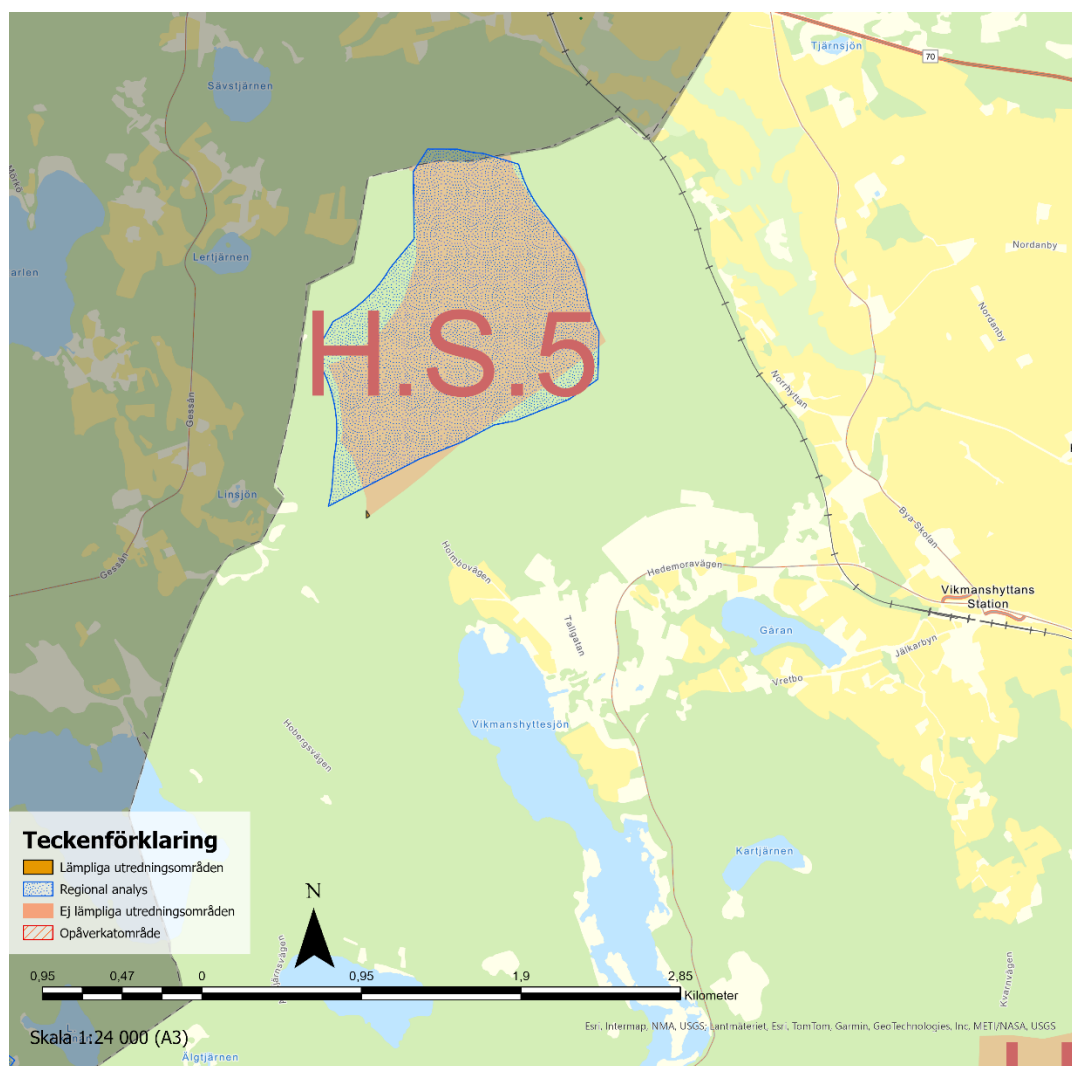 Tjärnsjön
70
Sävstjärnen
Mörkö
Nordanby
Lertjärnen
arlen
Nordanby
H.S.5
Norrhyttan
Gessån
Linsjön
Bya-Skolan
Gessån
Holmbovägen
Hedemoravägen
Vikmanshyttans
Station
Tallgatan
Gåran
Jälkarbyn
Vretbo
Vikmanshyttesjön
Hobergsvägen
Kartjärnen
Teckenförklaring
Lämpliga utredningsområden
Regional analys
Ej lämpliga utredningsområden
Opåverkatområde
N
Kvarnvägen
0,95 0,47 0 0,95 1,9 2,85
Kilometer
Esri, Intermap, NMA, USGS; Lantmäteriet, Esri, TomTom, Garmin, GeoTechnologies, Inc, METI/NASA, USGS
Skala 1:24 000 (A3)
Älgtjärnen